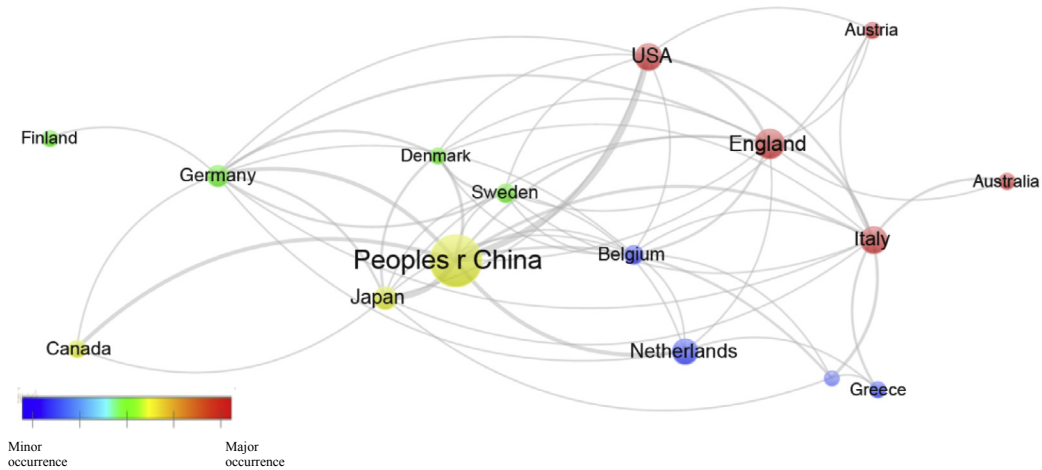 Austria
USA
Finland
England
Denmark
Germany
Sweden
Australia
Italy
Belgium
Peoples r China
Japan
Canada
Netherlands
Greece
Minor
occurrence
Major
occurrence